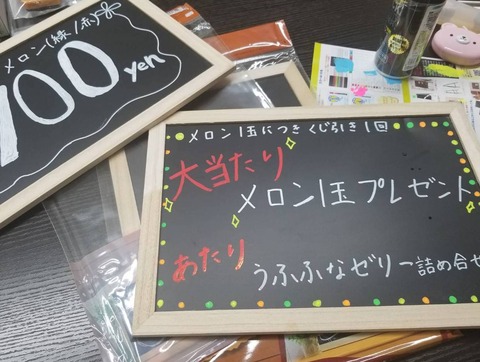 メロン(緑/赤)
100yen
メロン1玉につきくじ引き1回
大当たり
メロン1玉プレゼント
あたり
うふふなゼリー詰め合せ